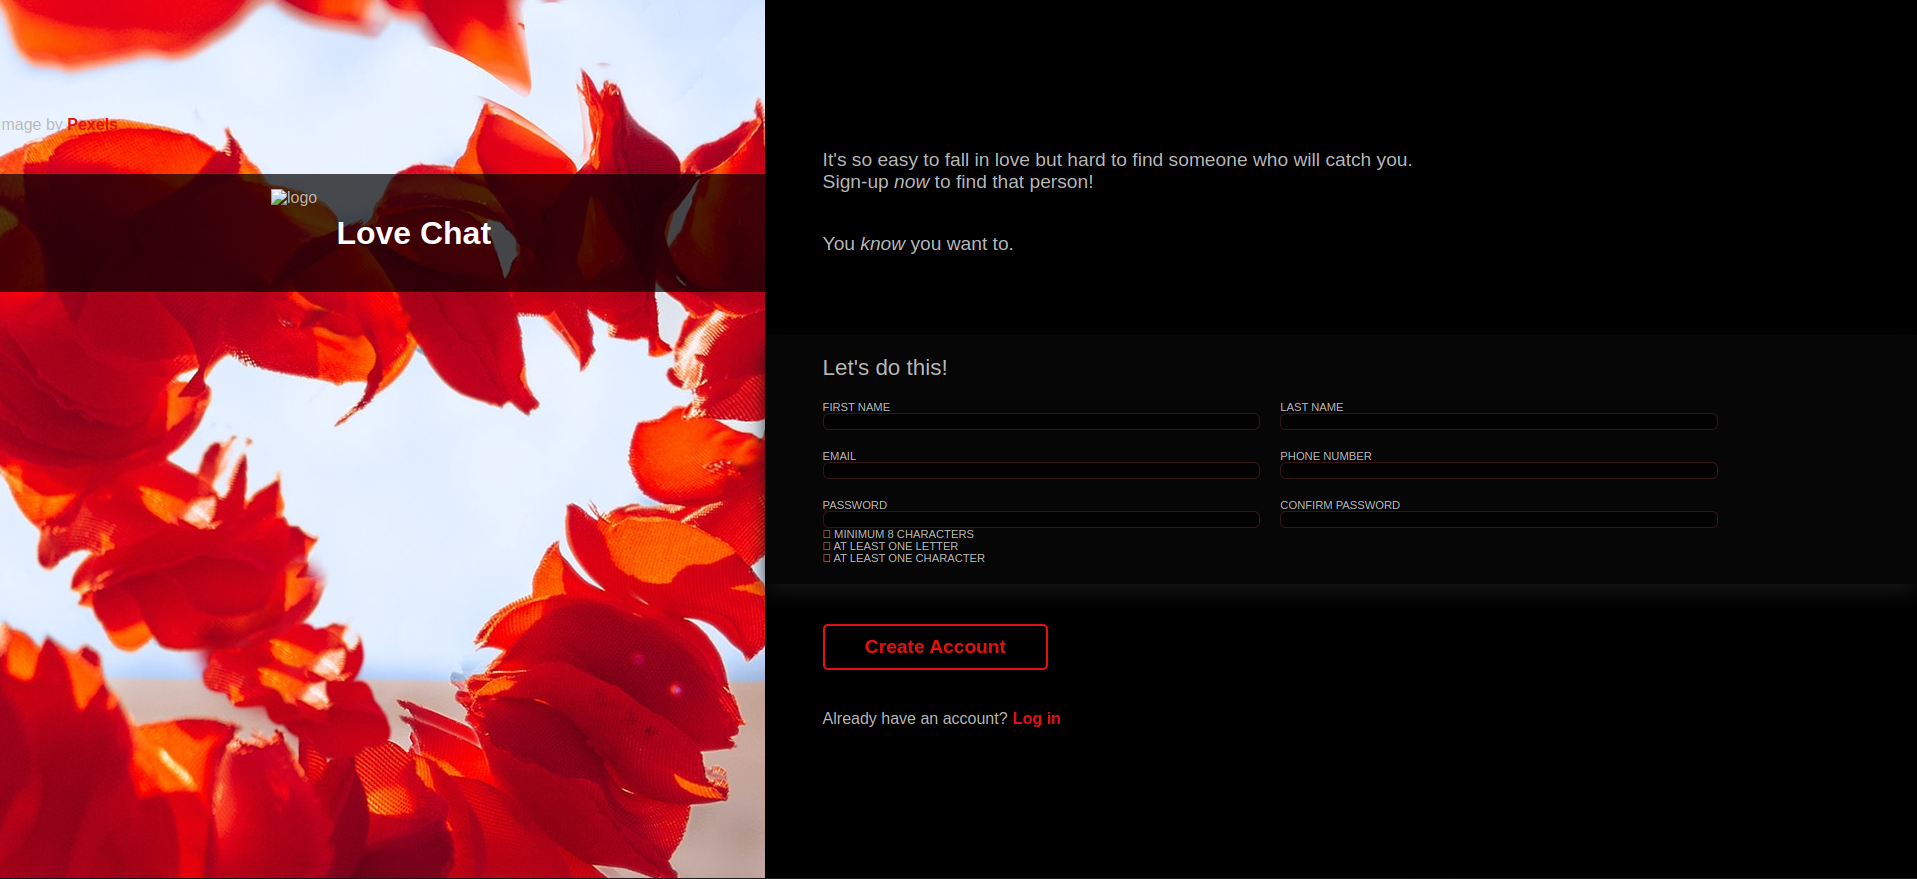 mage by Pexels
logo
Love Chat
It's so easy to fall in love but hard to find someone who will catch you.
Sign-up now to find that person!
You know you want to.
Let's do this!
FIRST NAME
LAST NAME
EMAIL
PHONE NUMBER
PASSWORD
CONFIRM PASSWORD
MINIMUM 8 CHARACTERS
AT LEAST ONE LETTER
AT LEAST ONE CHARACTER
Create Account
Already have an account? Log in